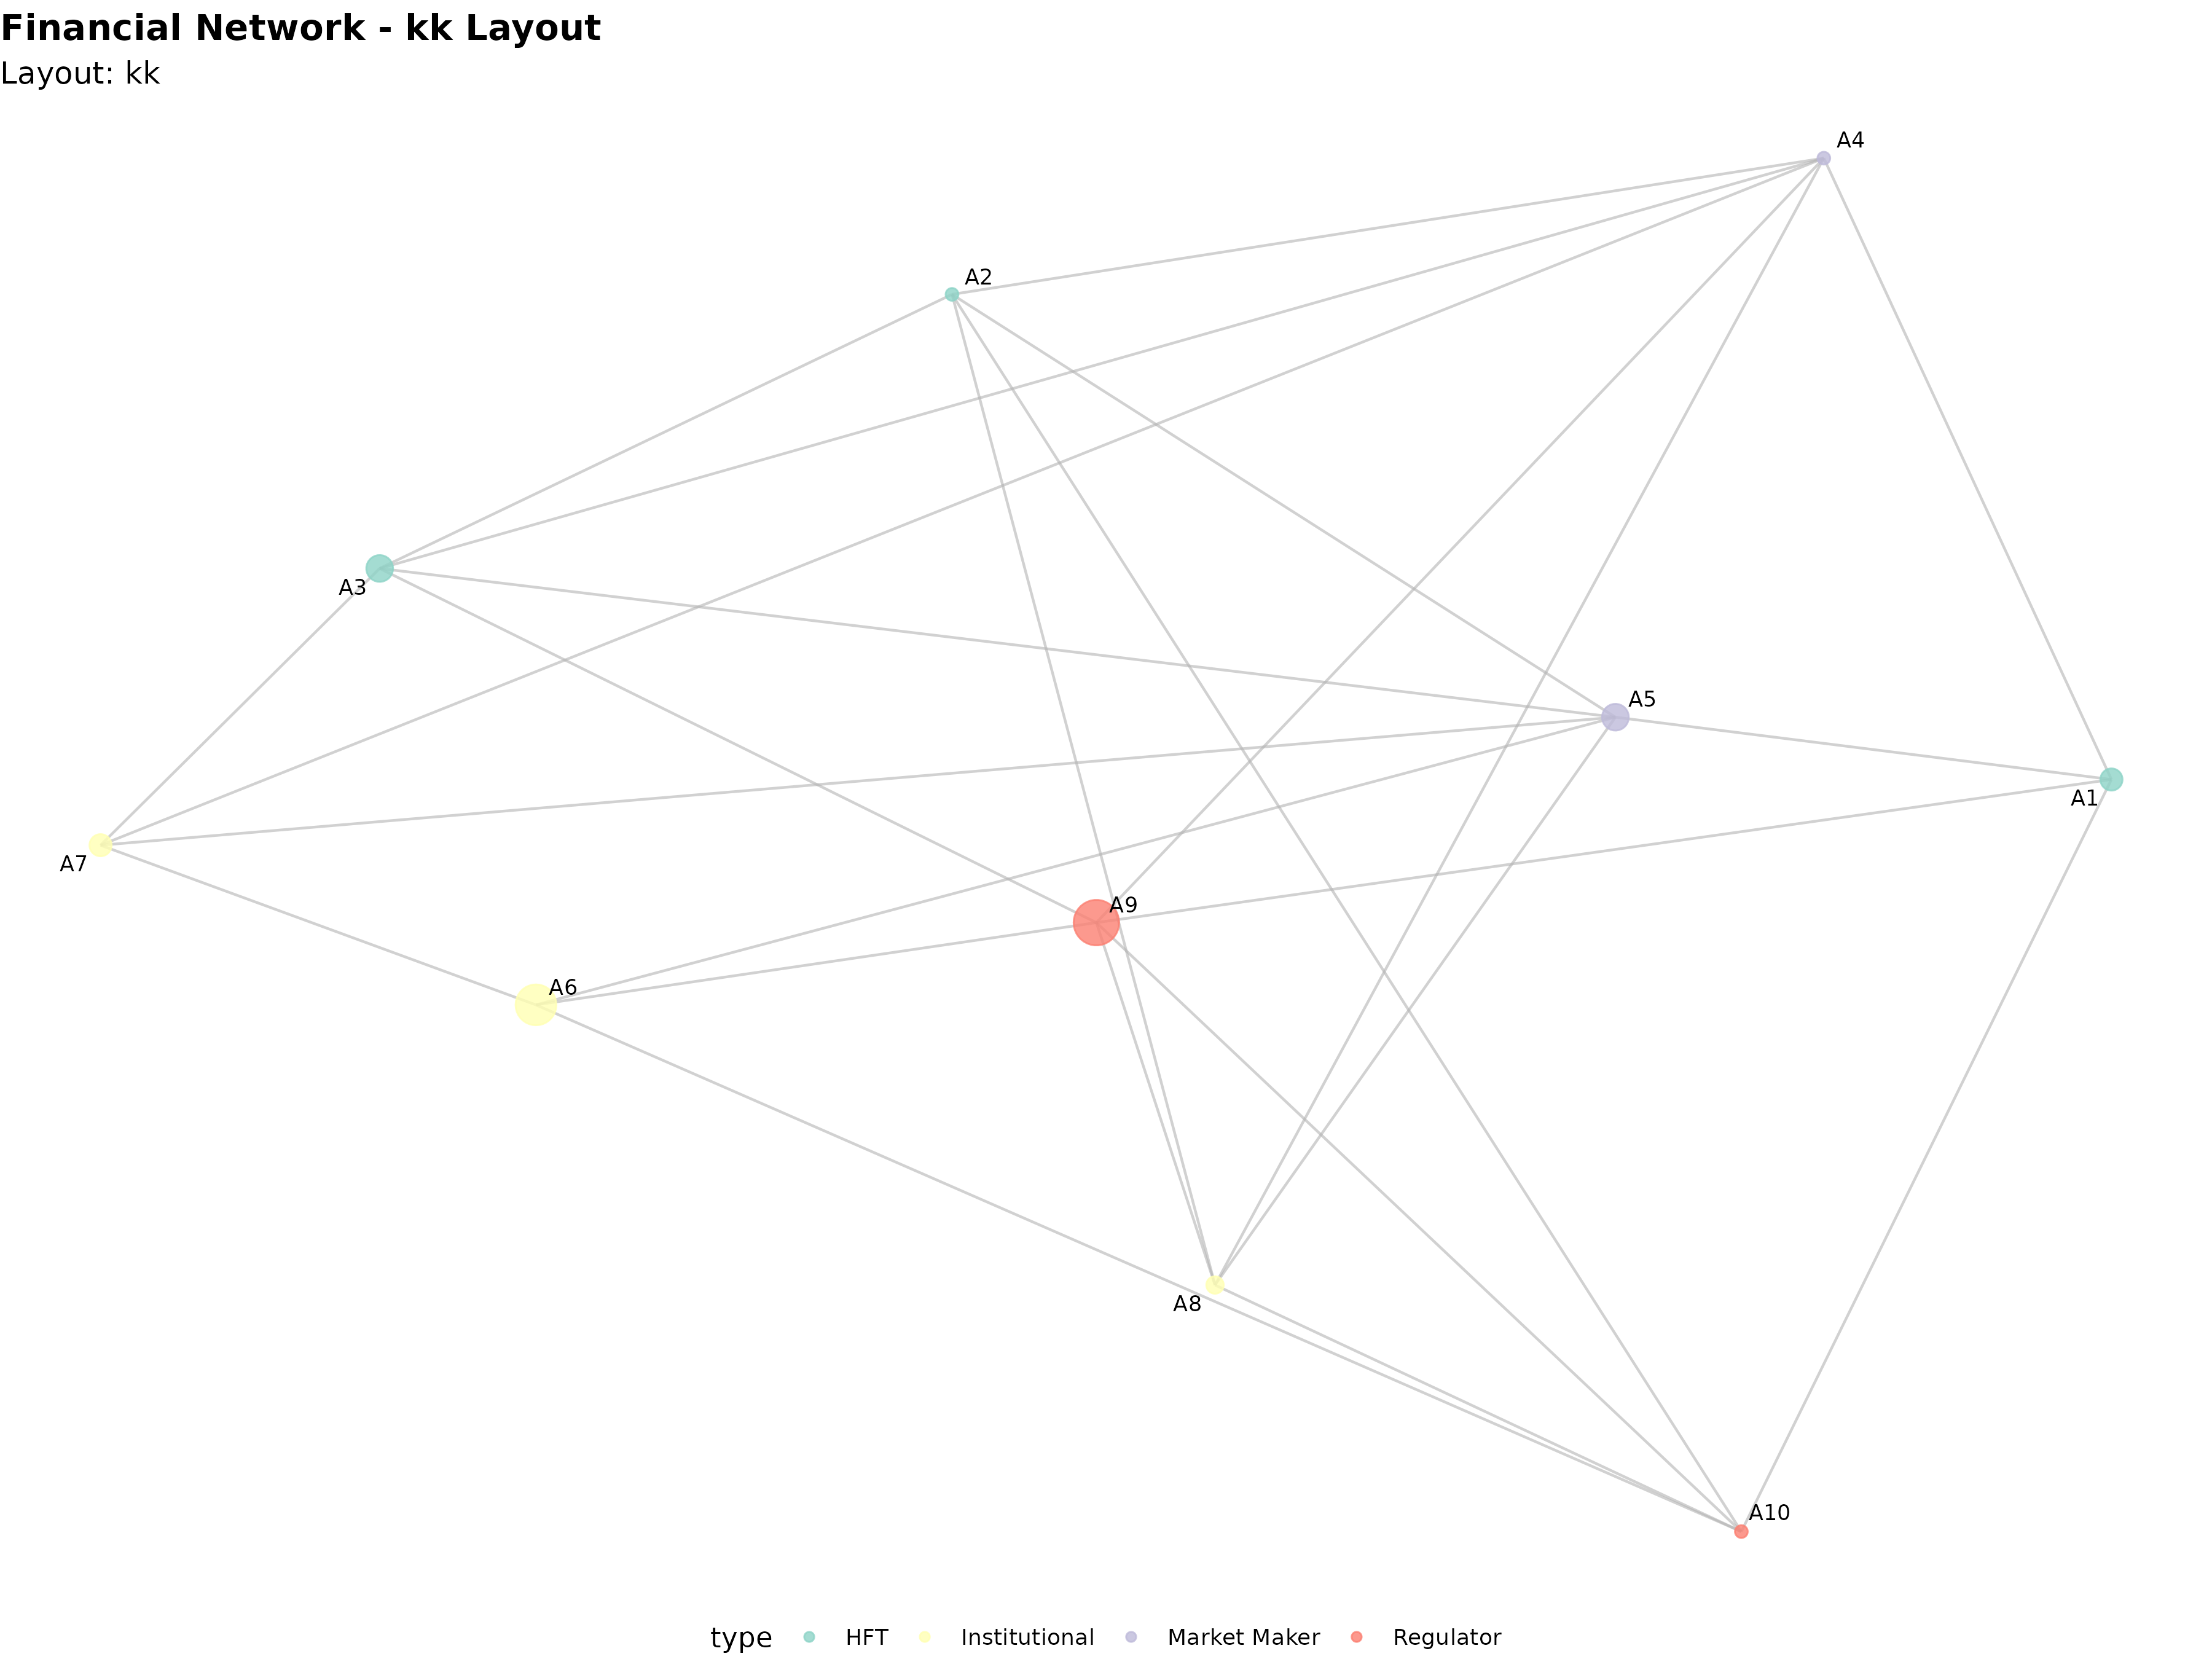 Financial Network - kk Layout
Layout: kk
A4
A2
A3
A5
A1
A7
A9
A6
A8
A10
type HFT Institutional Market Maker Regulator